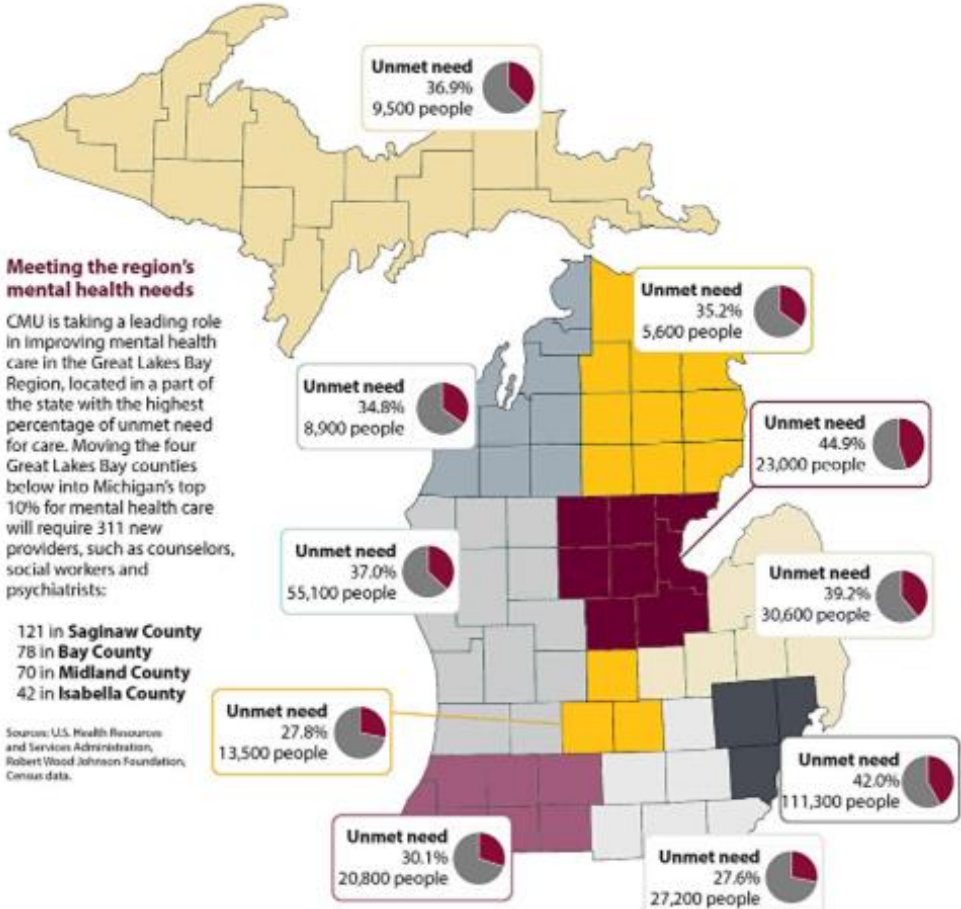 Unmet need
36.9%
9,500 people
Meeting the region's
mental health needs
CMU is taking a leading role
in improving mental health
care in the Great Lakes Bay
Region, located in a part of
the state with the highest
percentage of unmet need
for care. Moving the four
Great Lakes Bay counties
below into Michigan's top
10% for mental health care
will require 311 new
providers, such as counselors,
social workers and
psychiatrists:
121 in Saginaw County
78 in Bay County
70 in Midland County
42 in Isabella County
Sources: U.S. Health Resources
and Services Administration,
Robert Wood Johnson Foundation,
Census data.
Unmet need
35.2%
5,600 people
Unmet need
34.8%
8,900 people
Unmet need
44.9%
23,000 people
Unmet need
37.0%
55,100 people
Unmet need
39.2%
30,600 people
Unmet need
27.8%
13,500 people
Unmet need
42.0%
111,300 people
Unmet need
30.1%
20,800 people
Unmet need
27.6%
27,200 people